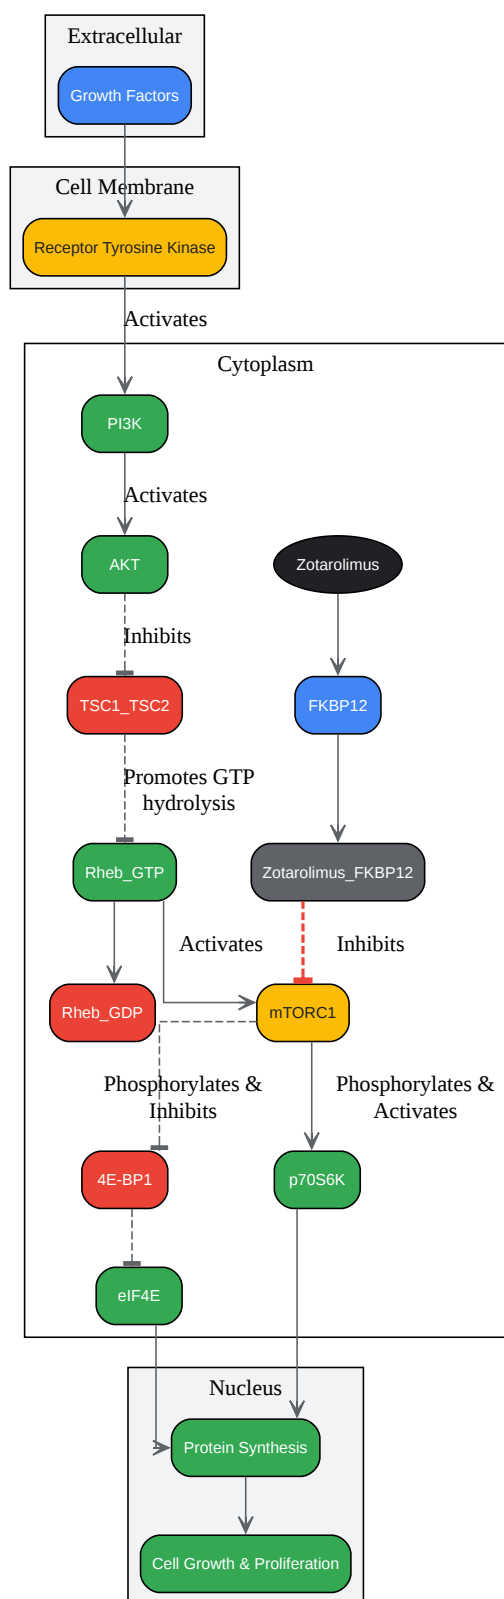 Extracellular
Growth Factors
Cell Membrane
Receptor Tyrosine Kinase
Activates
Cytoplasm
PI3K
Activates
AKT
Zotarolimus
Inhibits
TSC1_TSC2
FKBP12
Promotes GTP
hydrolysis
Rheb_GTP
Zotarolimus_FKBP12
Activates
Inhibits
Rheb_GDP
mTORC1
Phosphorylates &
Inhibits
Phosphorylates &
Activates
4E-BP1
p70S6K
eIF4E
Nucleus
Protein Synthesis
Cell Growth & Proliferation